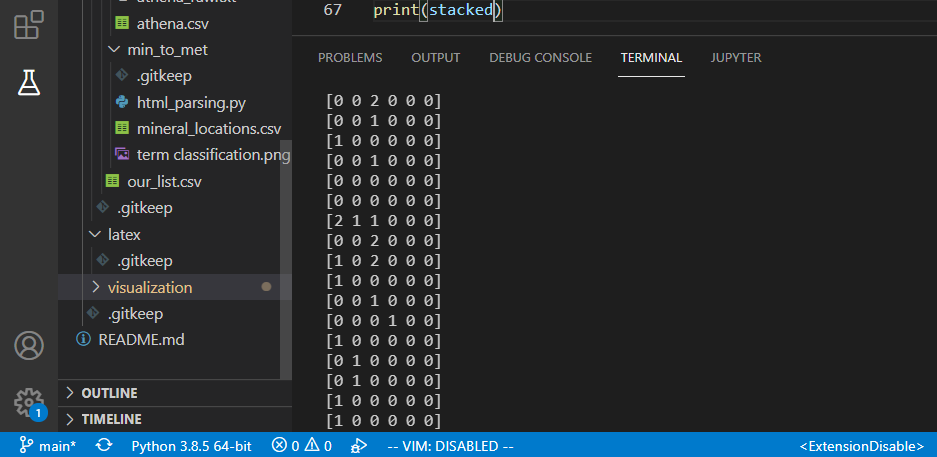 athena.csv
min_to_met
.gitkeep
html_parsing.py
mineral_locations.csv
term classification.png
our_list.csv
.gitkeep
latex
.gitkeep
visualization
.gitkeep
README.md
OUTLINE
TIMELINE
67 print(stacked)
PROBLEMS OUTPUT DEBUG CONSOLE TERMINAL JUPYTER
[0 0 2 0 0 0]
[0 0 1 0 0 0]
[1 0 0 0 0 0]
[0 0 1 0 0 0]
[0 0 0 0 0 0]
[0 0 0 0 0 0]
[2 1 1 0 0 0]
[0 0 2 0 0 0]
[1 0 2 0 0 0]
[1 0 0 0 0 0]
[0 0 1 0 0 0]
[0 0 0 1 0 0]
[1 0 0 0 0 0]
[0 1 0 0 0 0]
[0 1 0 0 0 0]
[1 0 0 0 0 0]
[1 0 0 0 0 0]
1
main* Python 3.8.5 64-bit 0 0 -- VIM: DISABLED -- <ExtensionDisable>